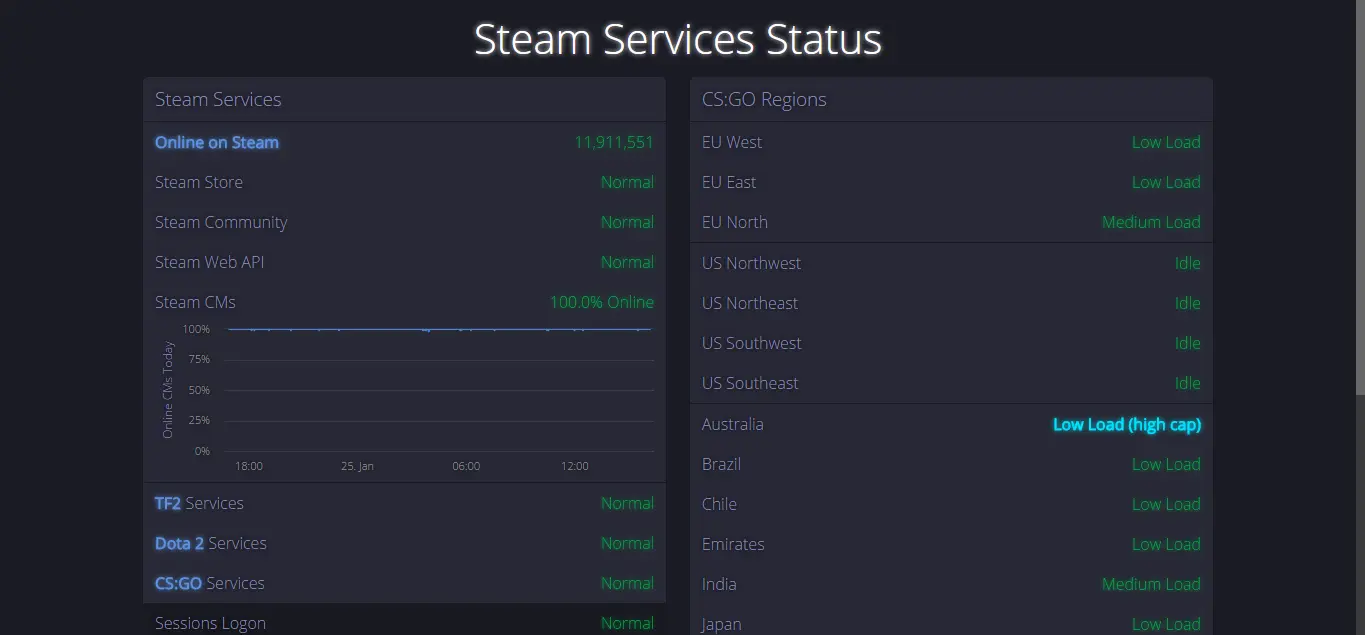 Steam Services Status
Steam Services
Online on Steam 11,911,551
Steam Store Normal
Steam Community Normal
Steam Web API Normal
Steam CMs 100.0% Online
Online CMs Today
100%
75%
50%
25%
0%
18:00 25. Jan 06:00 12:00
TF2 Services Normal
Dota 2 Services Normal
CS:GO Services Normal
Sessions Logon Normal
CS:GO Regions
EU West Low Load
EU East Low Load
EU North Medium Load
US Northwest Idle
US Northeast Idle
US Southwest Idle
US Southeast Idle
Australia Low Load (high cap)
Brazil Low Load
Chile Low Load
Emirates Low Load
India Medium Load
Japan Low Load